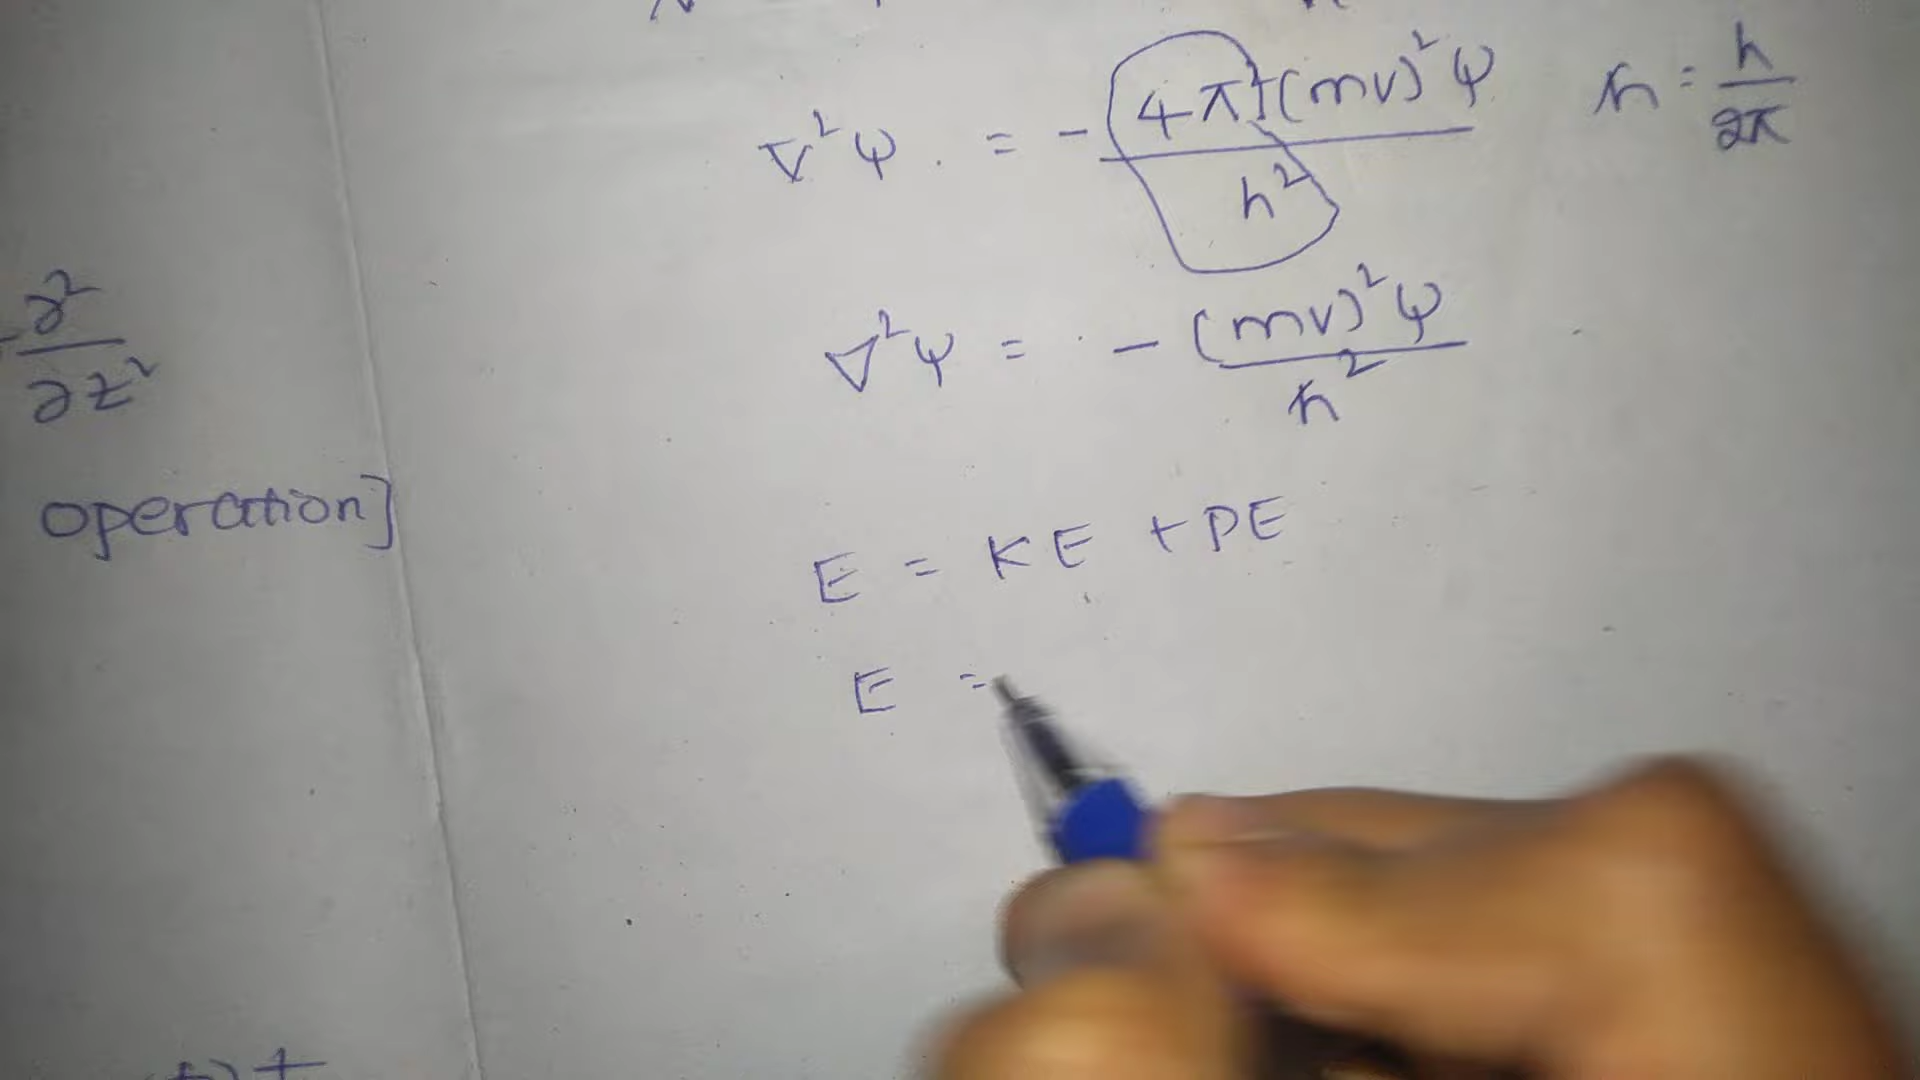 ∇²ψ = - 4π²(mv)²ψ / h²
ħ = h / 2π
∇²ψ = - (mv)²ψ / ħ²
∂² / ∂z²
operation]
E = KE + PE
E =